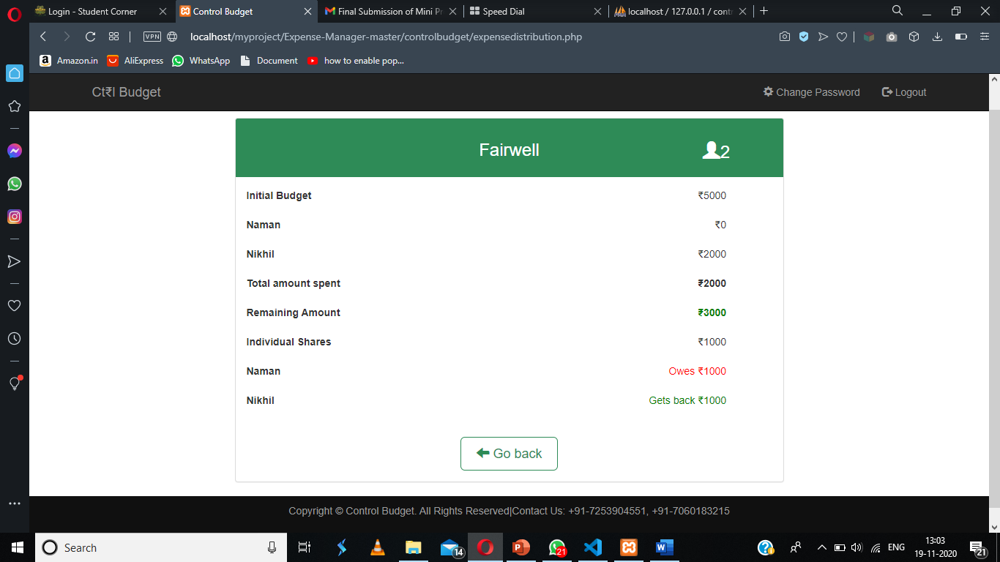 Login - Student Corner
Control Budget
Final Submission of Mini Pr
Speed Dial
localhost / 127.0.0.1 / contr
VPN
localhost/myproject/Expense-Manager-master/controlbudget/expensedistribution.php
a Amazon.in
AliExpress
WhatsApp
Document
how to enable pop...
Ct₹l Budget
Change Password
Logout
Fairwell
2
Initial Budget ₹5000
Naman ₹0
Nikhil ₹2000
Total amount spent ₹2000
Remaining Amount ₹3000
Individual Shares ₹1000
Naman Owes ₹1000
Nikhil Gets back ₹1000
Go back
Copyright © Control Budget. All Rights Reserved|Contact Us: +91-7253904551, +91-7060183215
Search
14
21
ENG
13:03
19-11-2020
21